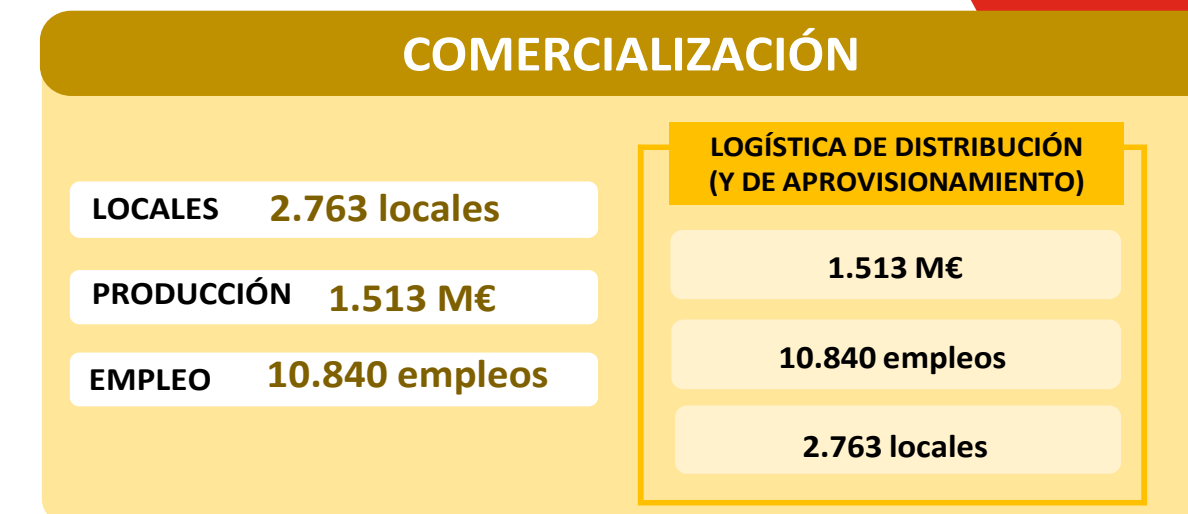 COMERCIALIZACIÓN
LOCALES 2.763 locales
PRODUCCIÓN 1.513 M€
EMPLEO 10.840 empleos
LOGÍSTICA DE DISTRIBUCIÓN
(Y DE APROVISIONAMIENTO)
1.513 M€
10.840 empleos
2.763 locales